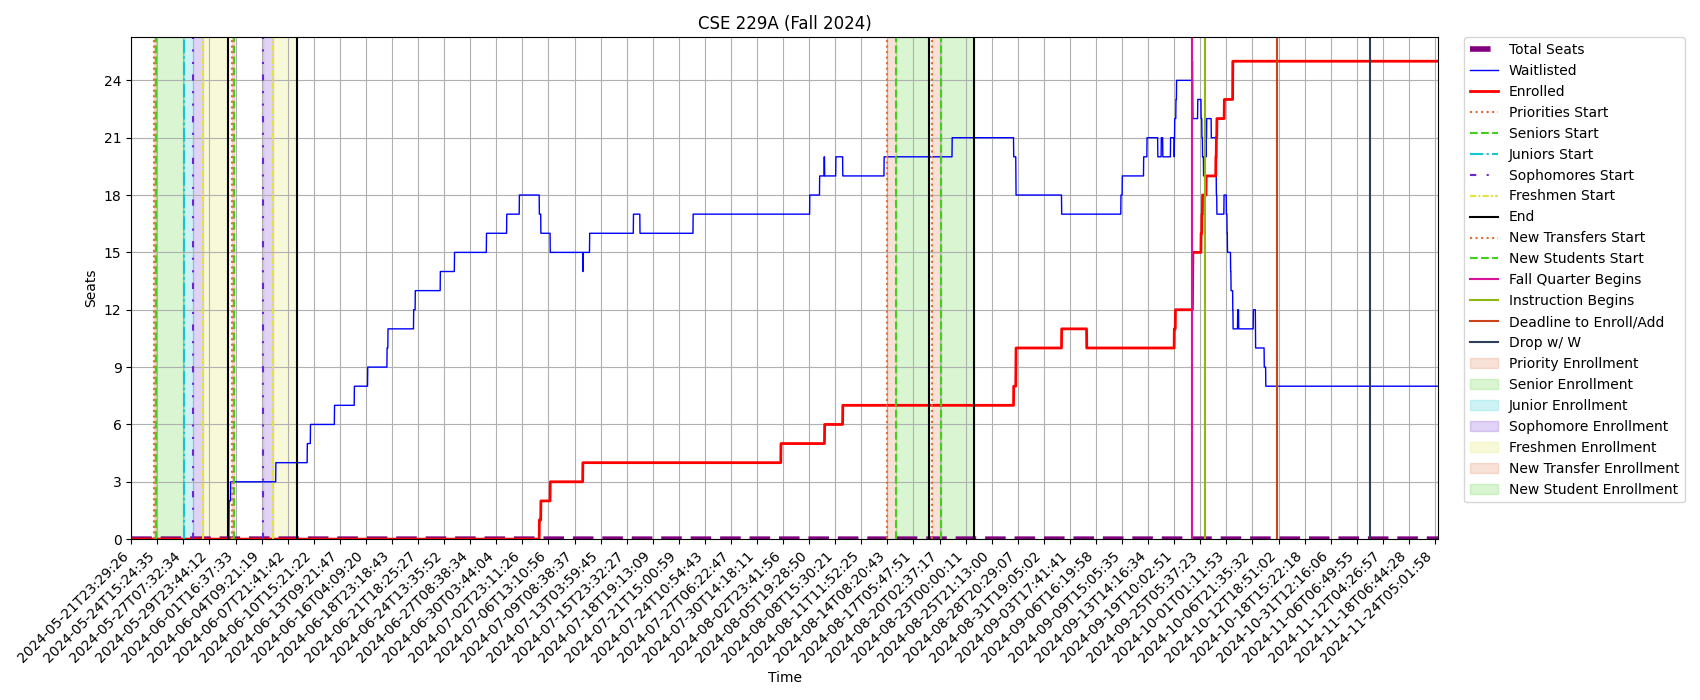 CSE 229A (Fall 2024)
Seats
24
21
18
15
12
9
6
3
0
2024-05-21T23:29:26
2024-05-24T15:24:35
2024-05-27T07:32:34
2024-05-29T23:44:12
2024-06-01T16:37:33
2024-06-04T09:21:19
2024-06-07T01:41:42
2024-06-10T15:21:22
2024-06-13T09:21:47
2024-06-16T04:09:20
2024-06-18T23:18:43
2024-06-21T18:25:27
2024-06-24T13:35:52
2024-06-27T08:38:34
2024-06-30T03:44:04
2024-07-02T23:11:26
2024-07-06T13:10:56
2024-07-09T08:38:37
2024-07-13T03:59:45
2024-07-15T23:32:27
2024-07-18T19:13:09
2024-07-21T15:00:59
2024-07-24T10:54:43
2024-07-27T06:22:47
2024-07-30T14:18:11
2024-08-02T23:41:56
2024-08-05T19:28:50
2024-08-08T15:30:21
2024-08-11T11:52:25
2024-08-14T08:20:43
2024-08-17T05:47:51
2024-08-20T02:37:17
2024-08-23T00:00:11
2024-08-25T21:13:00
2024-08-28T20:29:07
2024-08-31T19:05:02
2024-09-03T17:41:41
2024-09-06T16:19:58
2024-09-09T15:05:35
2024-09-13T14:16:34
2024-09-19T10:02:51
2024-09-25T05:37:23
2024-10-01T01:11:53
2024-10-06T21:35:32
2024-10-12T18:51:02
2024-10-18T15:22:18
2024-10-31T12:16:06
2024-11-06T06:49:55
2024-11-12T04:26:57
2024-11-18T06:44:28
2024-11-24T05:01:58
Time
Total Seats
Waitlisted
Enrolled
Priorities Start
Seniors Start
Juniors Start
Sophomores Start
Freshmen Start
End
New Transfers Start
New Students Start
Fall Quarter Begins
Instruction Begins
Deadline to Enroll/Add
Drop w/ W
Priority Enrollment
Senior Enrollment
Junior Enrollment
Sophomore Enrollment
Freshmen Enrollment
New Transfer Enrollment
New Student Enrollment